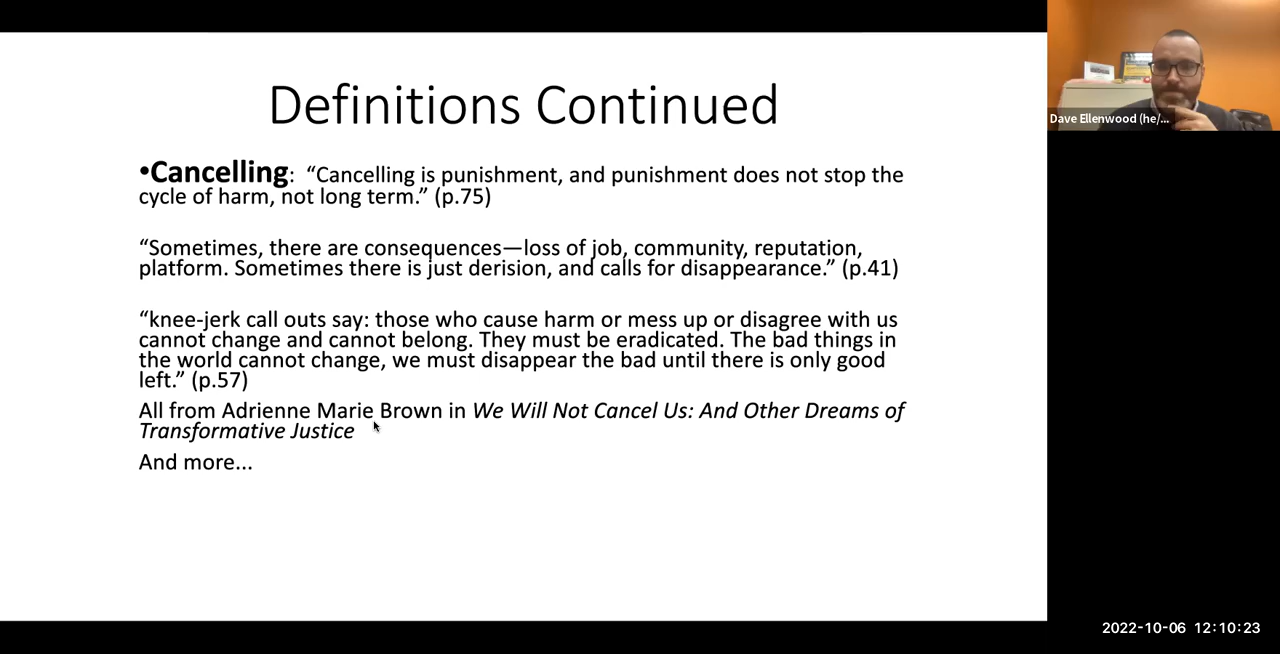 Definitions Continued
•Cancelling: “Cancelling is punishment, and punishment does not stop the
cycle of harm, not long term.” (p.75)
“Sometimes, there are consequences—loss of job, community, reputation,
platform. Sometimes there is just derision, and calls for disappearance.” (p.41)
“knee-jerk call outs say: those who cause harm or mess up or disagree with us
cannot change and cannot belong. They must be eradicated. The bad things in
the world cannot change, we must disappear the bad until there is only good
left.” (p.57)
All from Adrienne Marie Brown in We Will Not Cancel Us: And Other Dreams of
Transformative Justice
And more...
Dave Ellenwood (he/...
2022-10-06 12:10:23